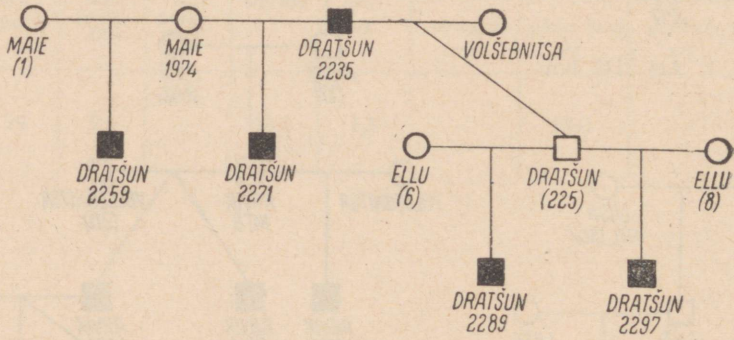 MAIE
(1)
MAIE
1974
DRATŠUN
2235
VOLŠEBNITSA
DRATŠUN
2259
DRATŠUN
2271
ELLU
(6)
DRATŠUN
(225)
ELLU
(8)
DRATŠUN
2289
DRATŠUN
2297